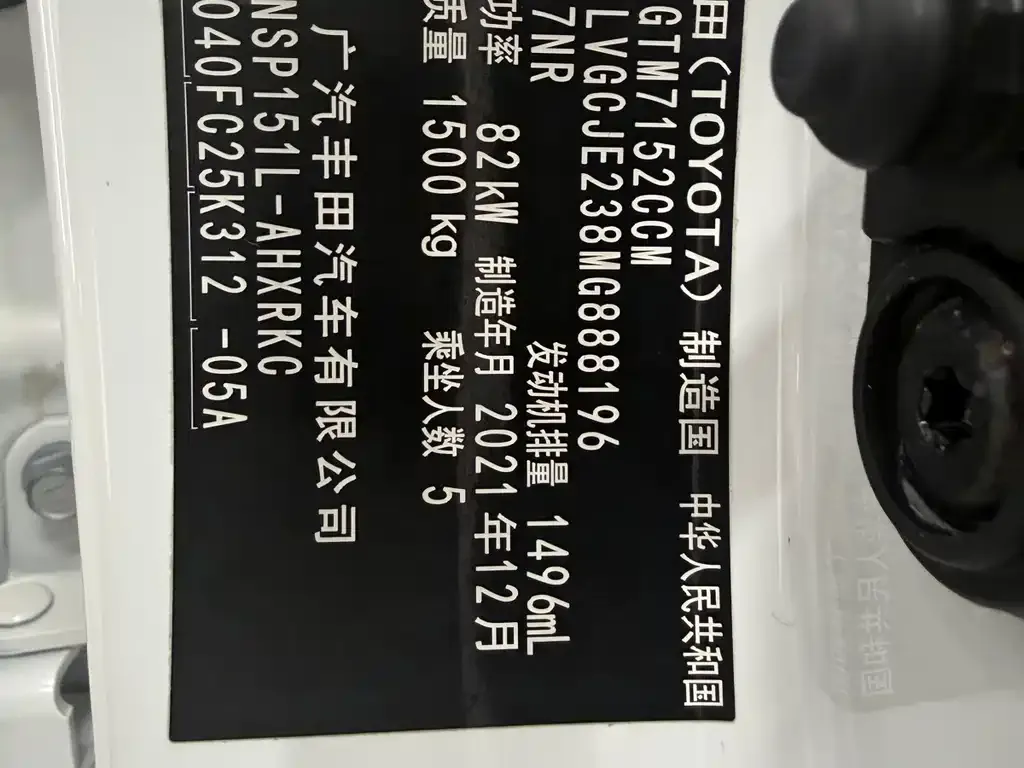 田 (TOYOTA) 制造国 中华人民共和国
GTM7152CCM
LVGCJE238MG888196
7NR 发动机排量 1496mL
功率 82kW 制造年月 2021年12月
质量 1500 kg 乘坐人数 5
广汽丰田汽车有限公司
NSP151L-AHXRKC
040FC25K312 -05A